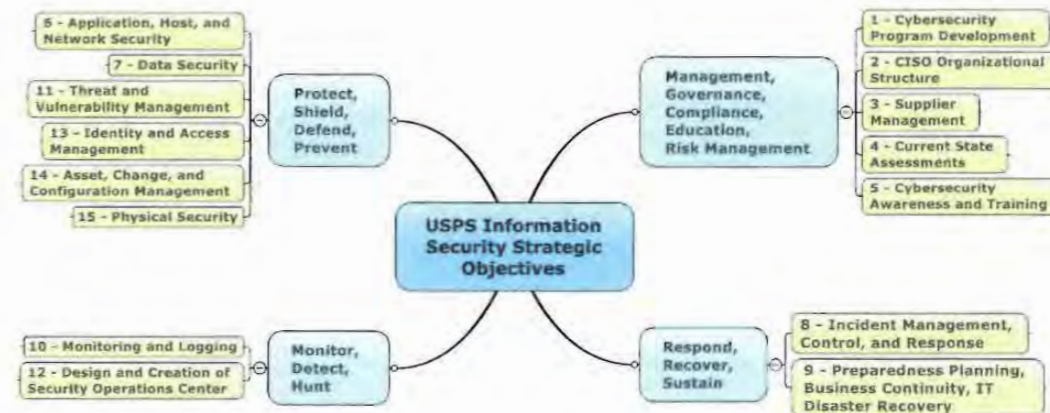 6 - Application, Host, and
Network Security
7 - Data Security
11 - Threat and
Vulnerability Management
13 - Identity and Access
Management
14 - Asset, Change, and
Configuration Management
15 - Physical Security
Protect,
Shield,
Defend,
Prevent
Management,
Governance,
Compliance,
Education,
Risk Management
1 - Cybersecurity
Program Development
2 - CISO Organizational
Structure
3 - Supplier
Management
4 - Current State
Assessments
5 - Cybersecurity
Awareness and Training
USPS Information
Security Strategic
Objectives
10 - Monitoring and Logging
12 - Design and Creation of
Security Operations Center
Monitor,
Detect,
Hunt
Respond,
Recover,
Sustain
8 - Incident Management,
Control, and Response
9 - Preparedness Planning,
Business Continuity, IT
Disaster Recovery